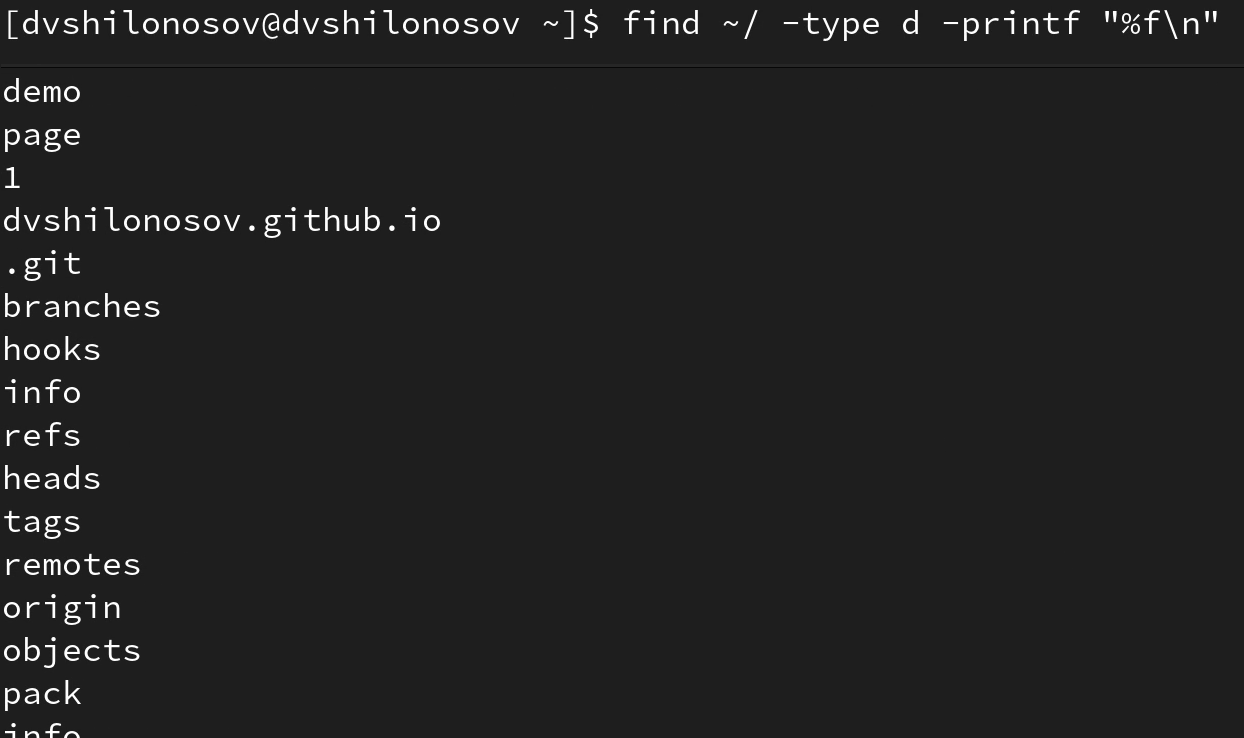 [dvshilonosov@dvshilonosov ~]$ find ~/ -type d -printf "%f\n"
demo
page
1
dvshilonosov.github.io
.git
branches
hooks
info
refs
heads
tags
remotes
origin
objects
pack
info